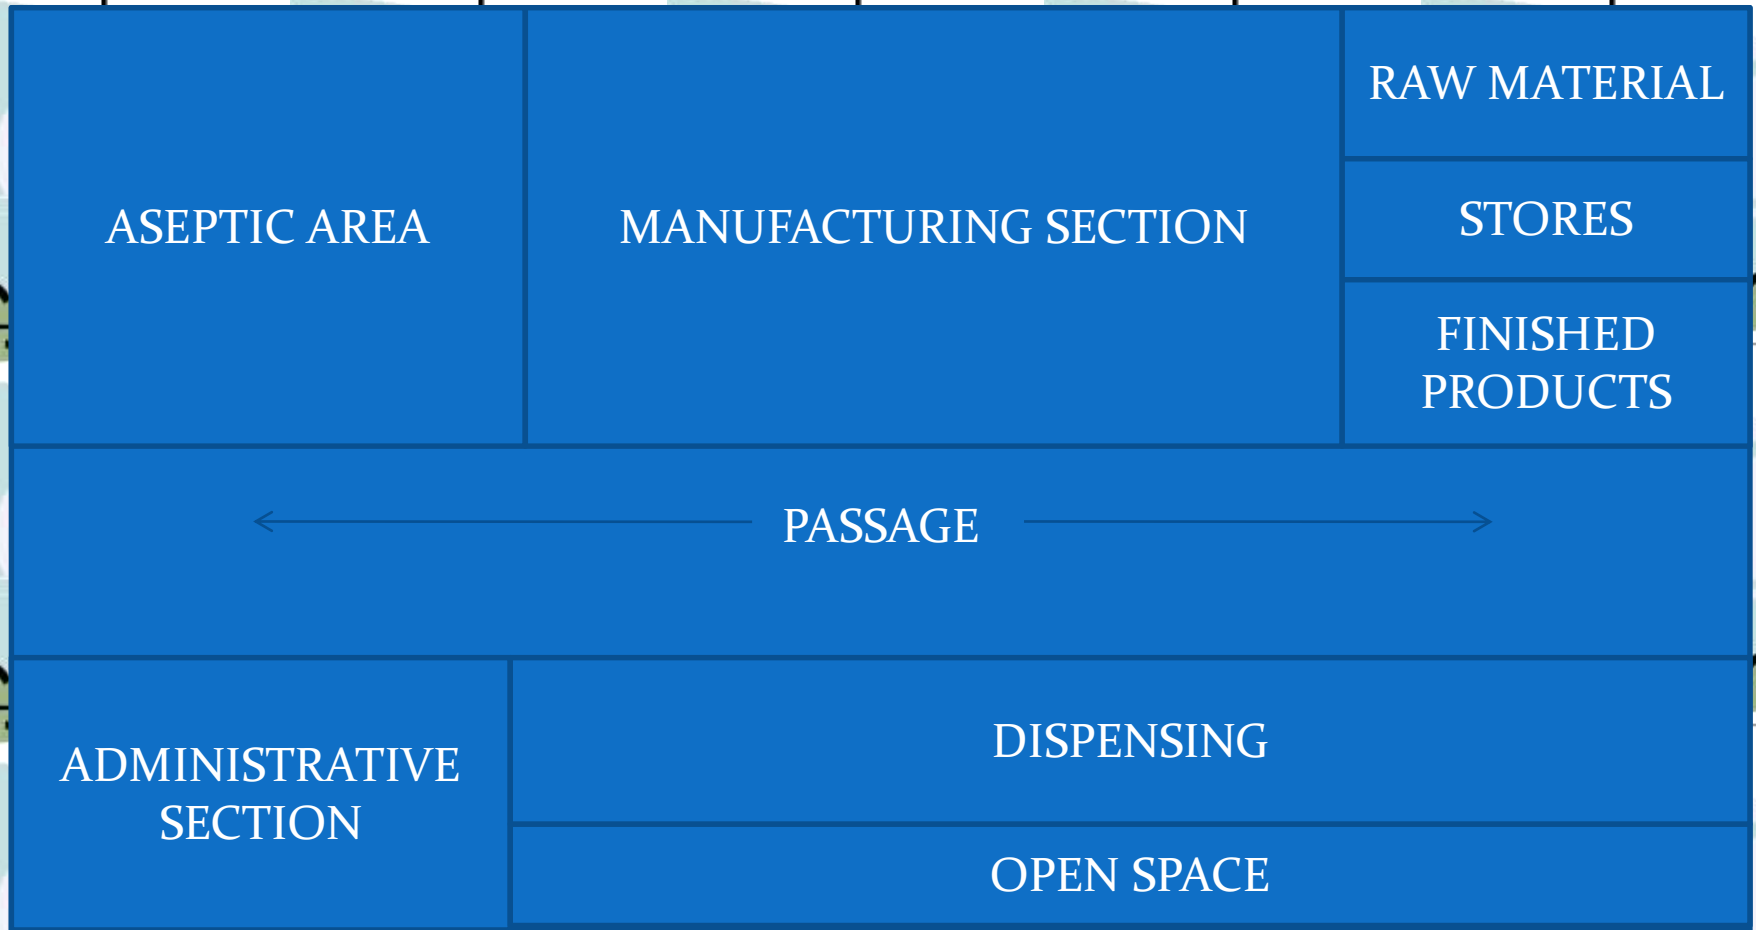 RAW MATERIAL
ASEPTIC AREA
MANUFACTURING SECTION
STORES
FINISHED
PRODUCTS
PASSAGE
ADMINISTRATIVE
SECTION
DISPENSING
OPEN SPACE